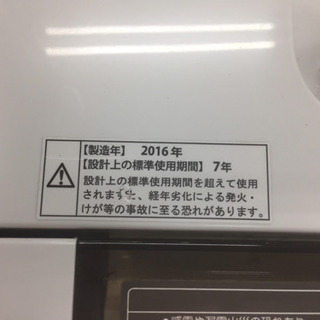 【製造年】 2016年
【設計上の標準使用期間】 7年
設計上の標準使用期間を超えて使用
されますと、経年劣化による発火・
けが等の事故に至る恐れがあります。